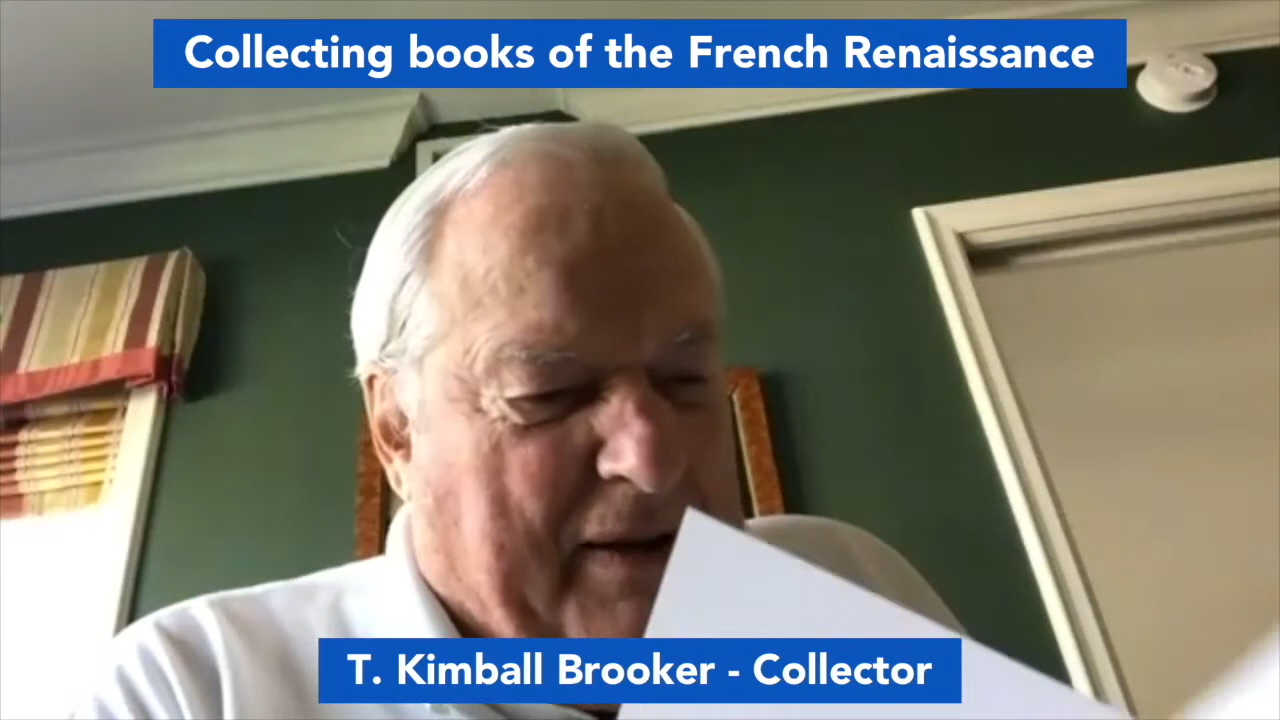 Collecting books of the French Renaissance
T. Kimball Brooker - Collector